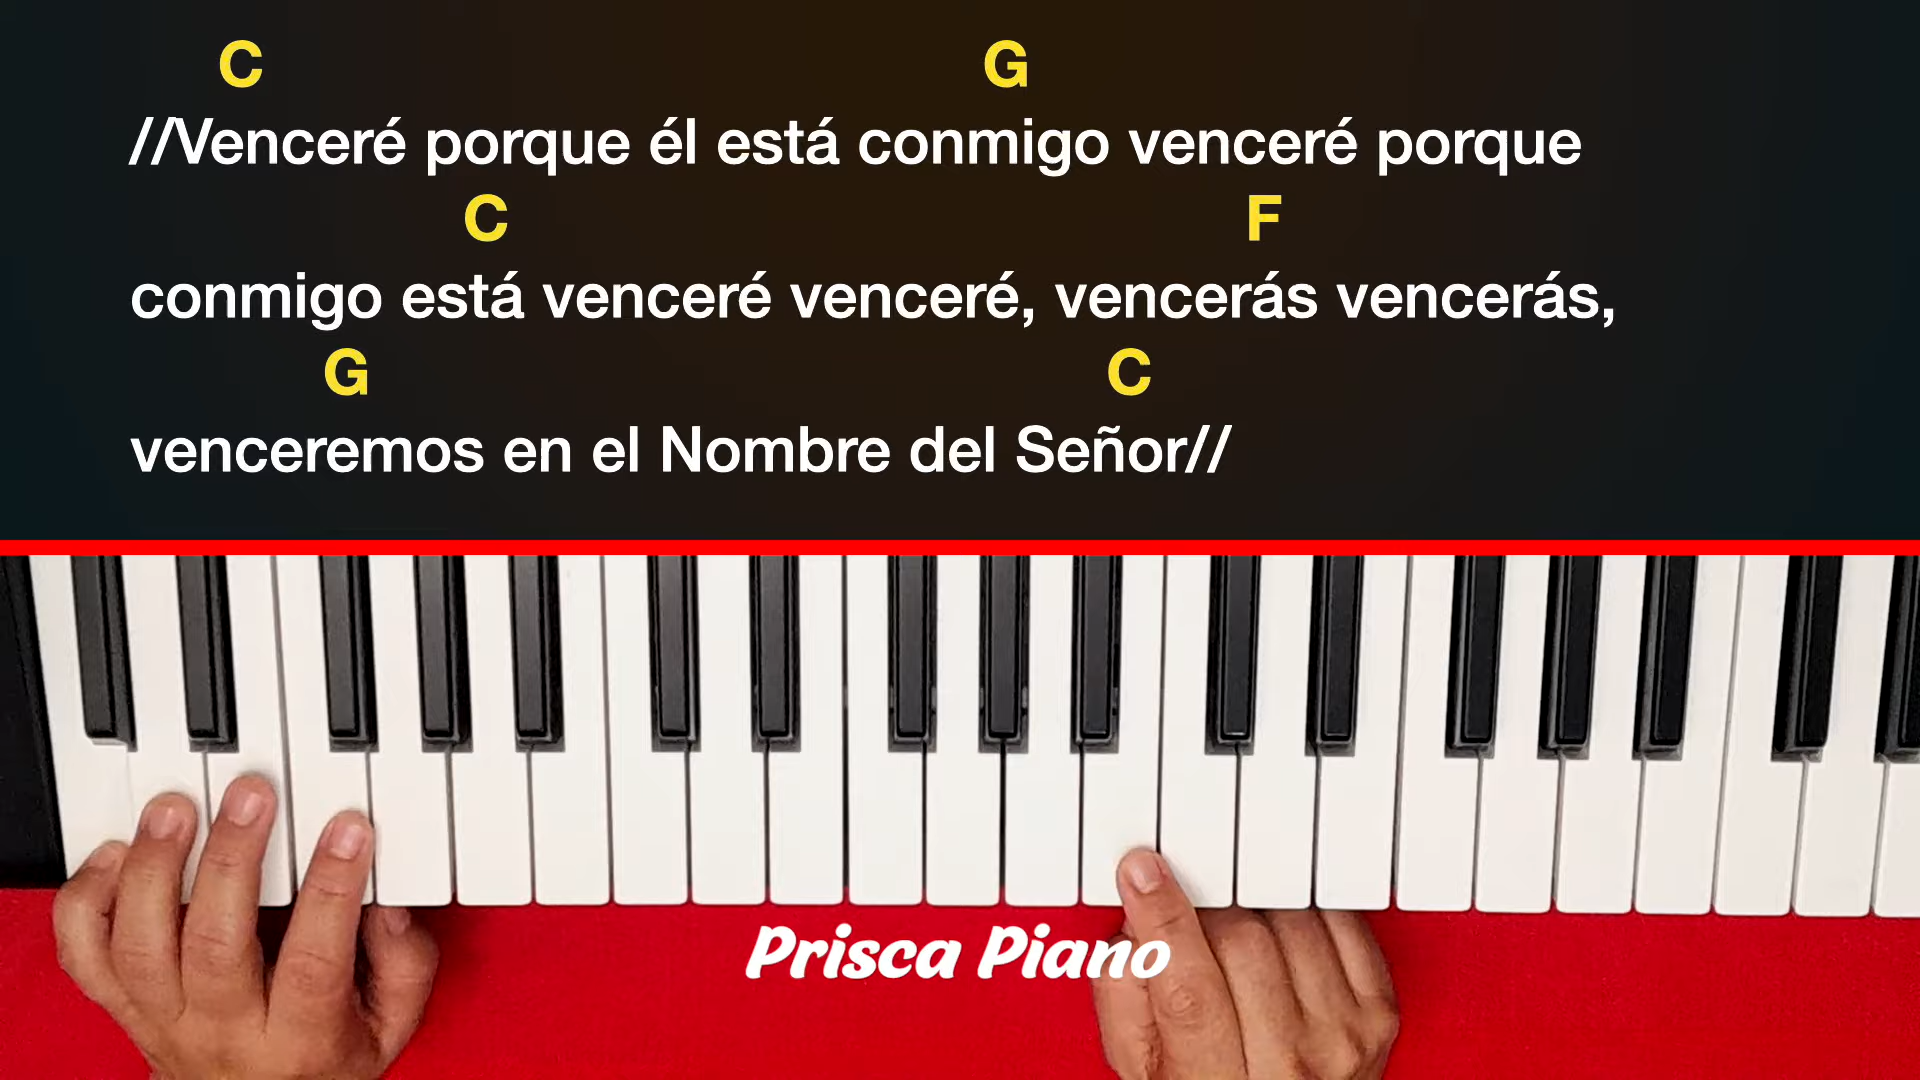 C G
//Venceré porque él está conmigo venceré porque
C F
conmigo está venceré venceré, vencerás vencerás,
G C
venceremos en el Nombre del Señor//
Prisca Piano